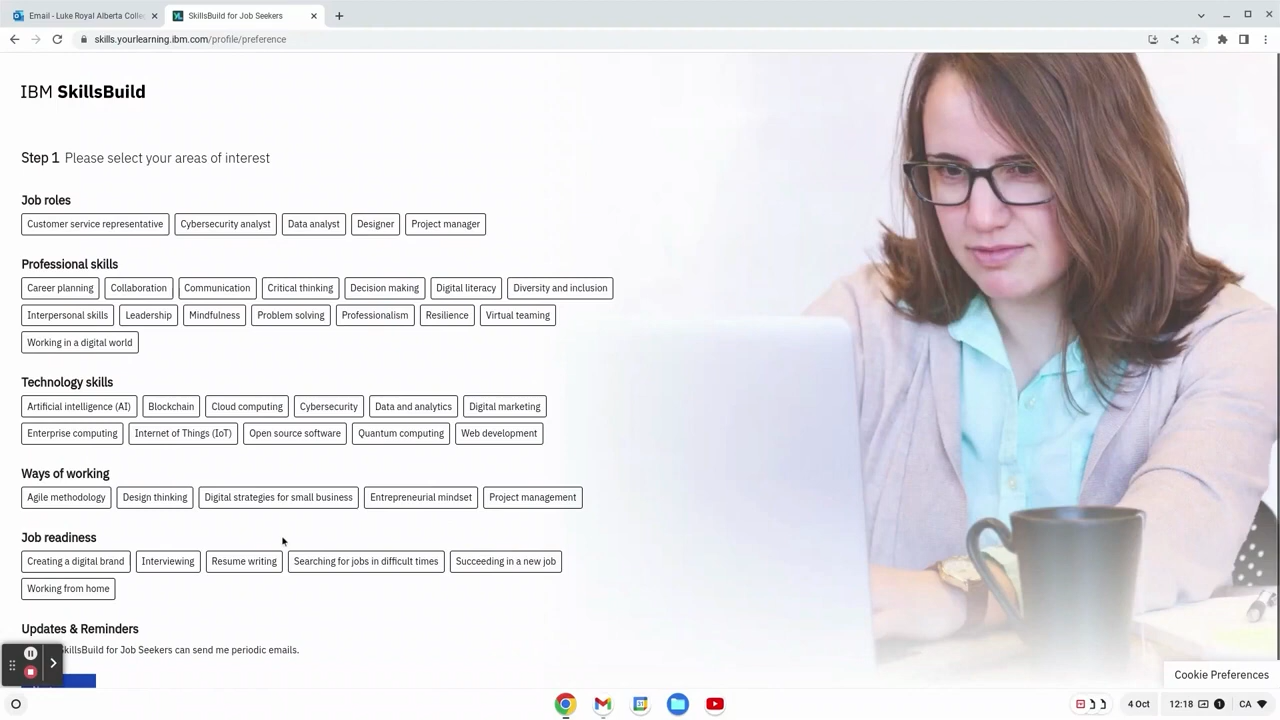 Email - Luke Royal Alberta Colle
SkillsBuild for Job Seekers
skills.yourlearning.ibm.com/profile/preference
IBM SkillsBuild
Step 1 Please select your areas of interest
Job roles
Customer service representative Cybersecurity analyst Data analyst Designer Project manager
Professional skills
Career planning Collaboration Communication Critical thinking Decision making Digital literacy Diversity and inclusion
Interpersonal skills Leadership Mindfulness Problem solving Professionalism Resilience Virtual teaming
Working in a digital world
Technology skills
Artificial intelligence (AI) Blockchain Cloud computing Cybersecurity Data and analytics Digital marketing
Enterprise computing Internet of Things (IoT) Open source software Quantum computing Web development
Ways of working
Agile methodology Design thinking Digital strategies for small business Entrepreneurial mindset Project management
Job readiness
Creating a digital brand Interviewing Resume writing Searching for jobs in difficult times Succeeding in a new job
Working from home
Updates & Reminders
SkillsBuild for Job Seekers can send me periodic emails.
Cookie Preferences
4 Oct 12:18 1 CA